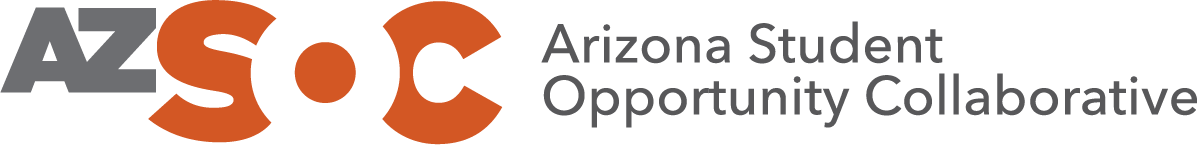 AZSOC
Arizona Student
Opportunity Collaborative